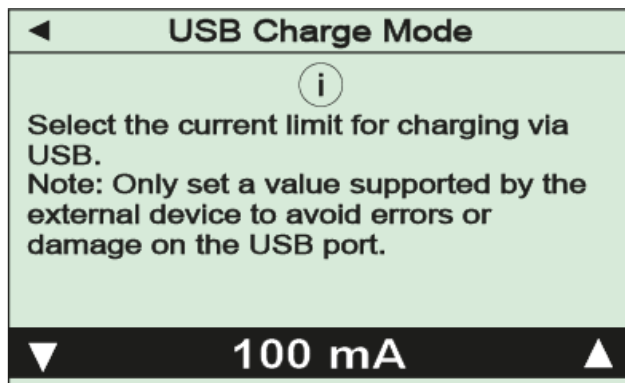 USB Charge Mode
i
Select the current limit for charging via
USB.
Note: Only set a value supported by the
external device to avoid errors or
damage on the USB port.
100 mA